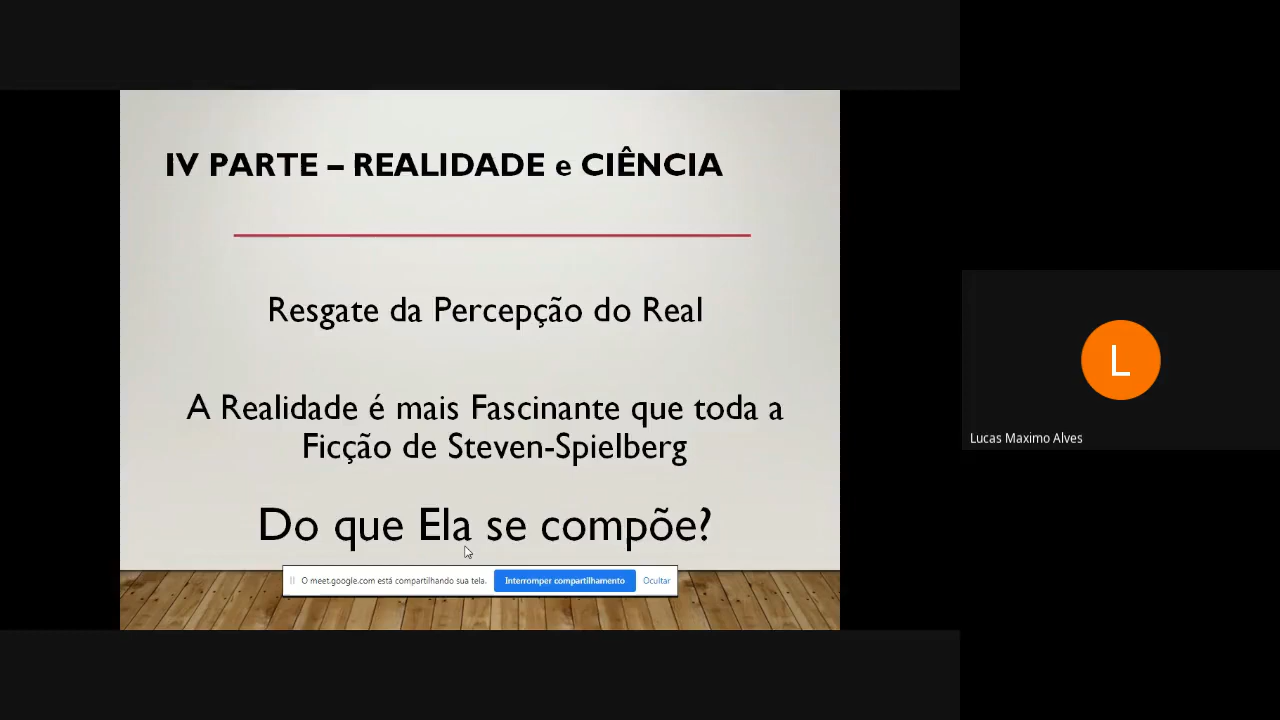 IV PARTE – REALIDADE e CIÊNCIA
Resgate da Percepção do Real
A Realidade é mais Fascinante que toda a
Ficção de Steven-Spielberg
Do que Ela se compõe?
O meet.google.com está compartilhando sua tela. Interromper compartilhamento Ocultar
L
Lucas Maximo Alves